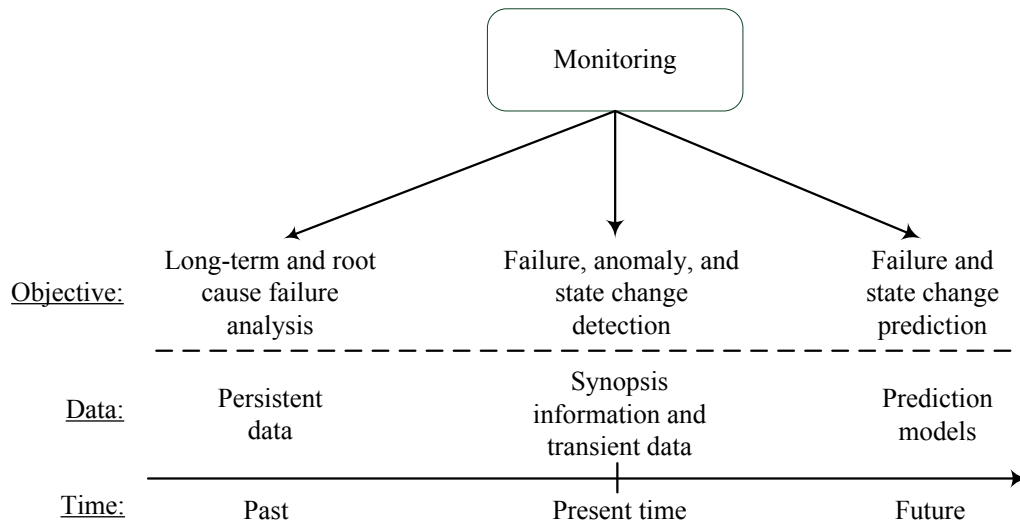 Monitoring
Objective:
Long-term and root
cause failure
analysis
Failure, anomaly, and
state change
detection
Failure and
state change
prediction
Data:
Persistent
data
Synopsis
information and
transient data
Prediction
models
Time:
Past
Present time
Future